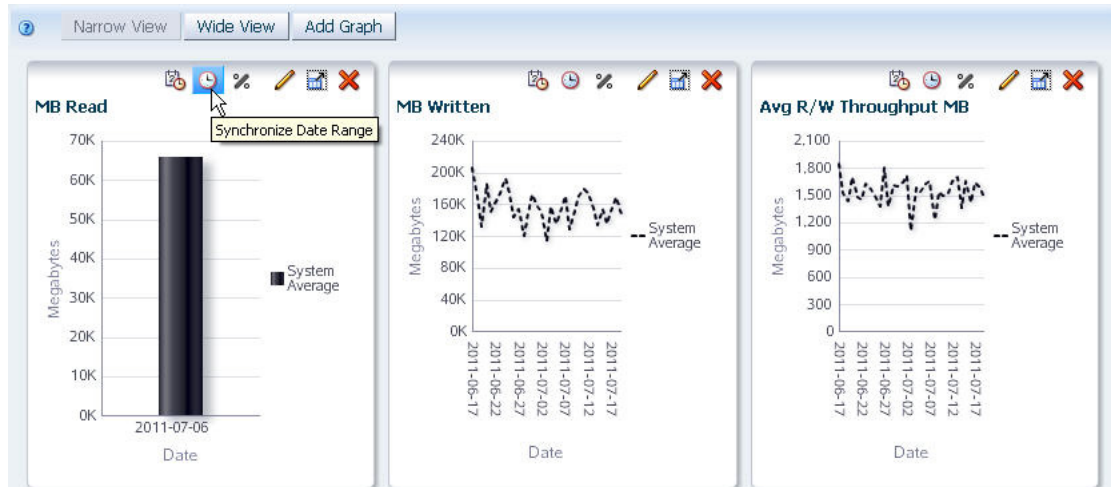 Narrow View
Wide View
Add Graph
MB Read
Synchronize Date Range
70K
60K
50K
40K
30K
20K
10K
0K
Megabytes
2011-07-06
Date
System
Average
MB Written
240K
200K
160K
120K
80K
40K
0K
Megabytes
2011-06-17
2011-06-22
2011-06-27
2011-07-02
2011-07-07
2011-07-12
2011-07-17
Date
System
Average
Avg R/W Throughput MB
2,100
1,800
1,500
1,200
900
600
300
0
Megabytes
2011-06-17
2011-06-22
2011-06-27
2011-07-02
2011-07-07
2011-07-12
2011-07-17
Date
System
Average